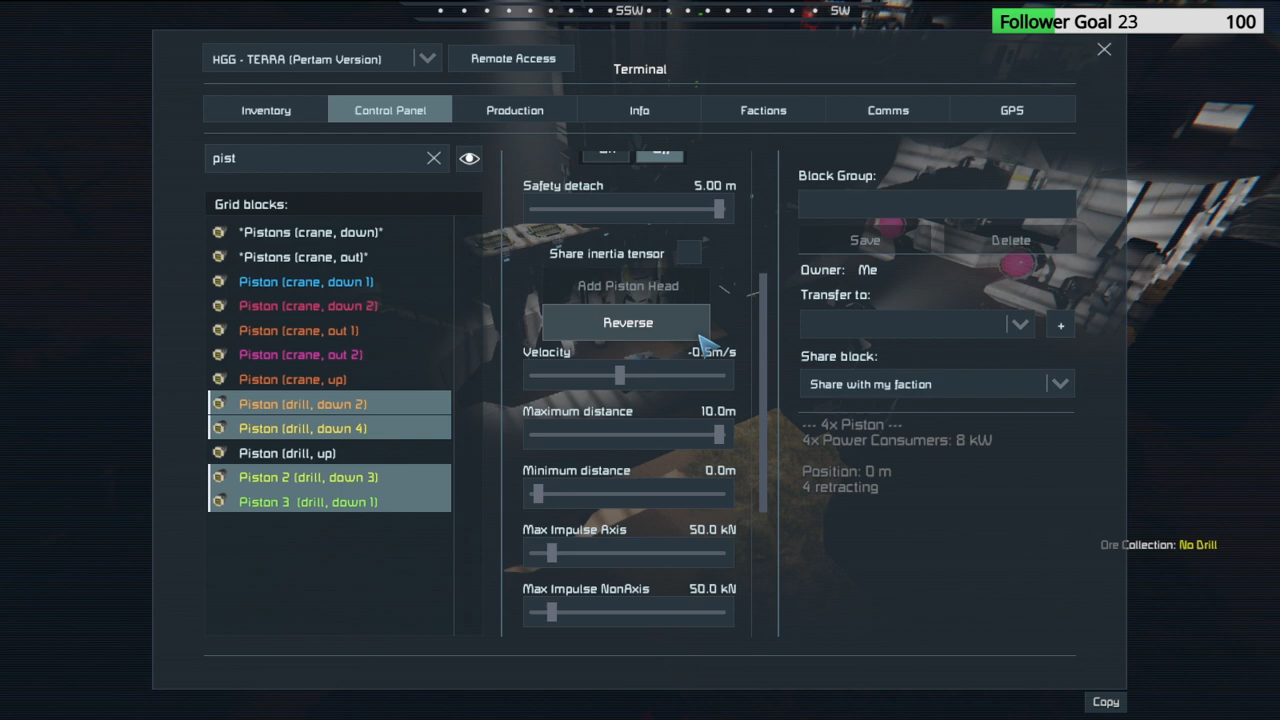 SSW
SW
Follower Goal 23
100
HGG - TERRA (Pertam Version)
Remote Access
Terminal
Inventory
Control Panel
Production
Info
Factions
Comms
GPS
pist
Grid blocks:
*Pistons (crane, down)*
*Pistons (crane, out)*
Piston (crane, down 1)
Piston (crane, down 2)
Piston (crane, out 1)
Piston (crane, out 2)
Piston (crane, up)
Piston (drill, down 2)
Piston (drill, down 4)
Piston (drill, up)
Piston 2 (drill, down 3)
Piston 3  (drill, down 1)
Safety detach 5.00 m
Share inertia tensor
Add Piston Head
Reverse
Velocity -0.5m/s
Maximum distance 10.0m
Minimum distance 0.0m
Max Impulse Axis 50.0 kN
Max Impulse NonAxis 50.0 kN
Block Group:
Save
Delete
Owner: Me
Transfer to:
+
Share block:
Share with my faction
--- 4x Piston ---
4x Power Consumers: 8 kW
Position: 0 m
4 retracting
Ore Collection: No Drill
Copy